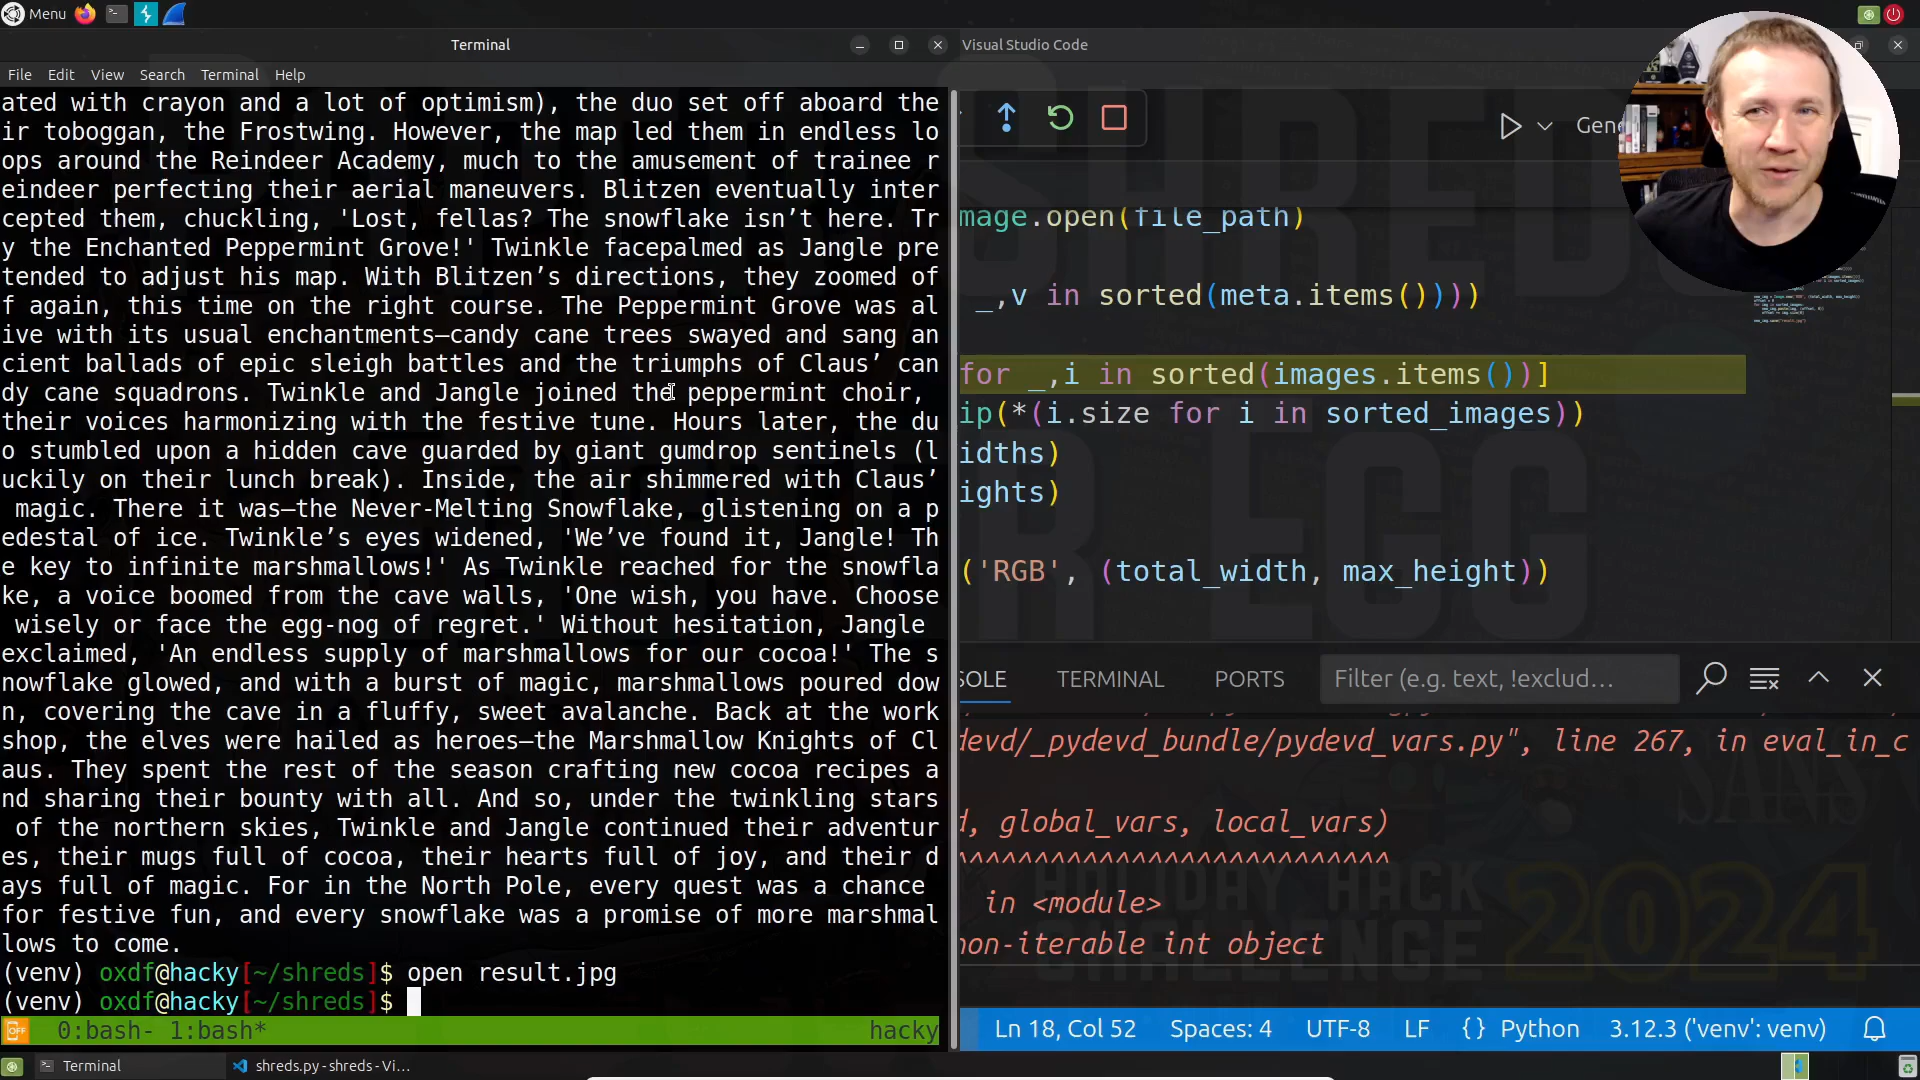 Menu
Terminal
Visual Studio Code
File Edit View Search Terminal Help
ated with crayon and a lot of optimism), the duo set off aboard the
ir toboggan, the Frostwing. However, the map led them in endless lo
ops around the Reindeer Academy, much to the amusement of trainee r
eindeer perfecting their aerial maneuvers. Blitzen eventually inter
cepted them, chuckling, 'Lost, fellas? The snowflake isn’t here. Tr
y the Enchanted Peppermint Grove!' Twinkle facepalmed as Jangle pre
tended to adjust his map. With Blitzen’s directions, they zoomed of
f again, this time on the right course. The Peppermint Grove was al
ive with its usual enchantments—candy cane trees swayed and sang an
cient ballads of epic sleigh battles and the triumphs of Claus’ can
dy cane squadrons. Twinkle and Jangle joined the peppermint choir,
their voices harmonizing with the festive tune. Hours later, the du
o stumbled upon a hidden cave guarded by giant gumdrop sentinels (l
uckily on their lunch break). Inside, the air shimmered with Claus’
magic. There it was—the Never-Melting Snowflake, glistening on a p
edestal of ice. Twinkle’s eyes widened, 'We’ve found it, Jangle! Th
e key to infinite marshmallows!' As Twinkle reached for the snowfla
ke, a voice boomed from the cave walls, 'One wish, you have. Choose
wisely or face the egg-nog of regret.' Without hesitation, Jangle
exclaimed, 'An endless supply of marshmallows for our cocoa!' The s
nowflake glowed, and with a burst of magic, marshmallows poured dow
n, covering the cave in a fluffy, sweet avalanche. Back at the work
shop, the elves were hailed as heroes—the Marshmallow Knights of Cl
aus. They spent the rest of the season crafting new cocoa recipes a
nd sharing their bounty with all. And so, under the twinkling stars
of the northern skies, Twinkle and Jangle continued their adventur
es, their mugs full of cocoa, their hearts full of joy, and their d
ays full of magic. For in the North Pole, every quest was a chance
for festive fun, and every snowflake was a promise of more marshmal
lows to come.
(venv) oxdf@hacky[~/shreds]$ open result.jpg
(venv) oxdf@hacky[~/shreds]$
0:bash- 1:bash*
hacky
Gene
mage.open(file_path)
_,v in sorted(meta.items())))
for _,i in sorted(images.items())]
ip(*(i.size for i in sorted_images))
idths)
ights)
('RGB', (total_width, max_height))
SOLE TERMINAL PORTS Filter (e.g. text, !exclud...
devd/_pydevd_bundle/pydevd_vars.py", line 267, in eval_in_c
d, global_vars, local_vars)
^^^^^^^^^^^^^^^^^^^^^^^^^^
in <module>
non-iterable int object
HOLIDAY HACK
CHALLENGE
2024
SANS
Ln 18, Col 52 Spaces: 4 UTF-8 LF {} Python 3.12.3 ('venv': venv)
Terminal
shreds.py - shreds - Vi...